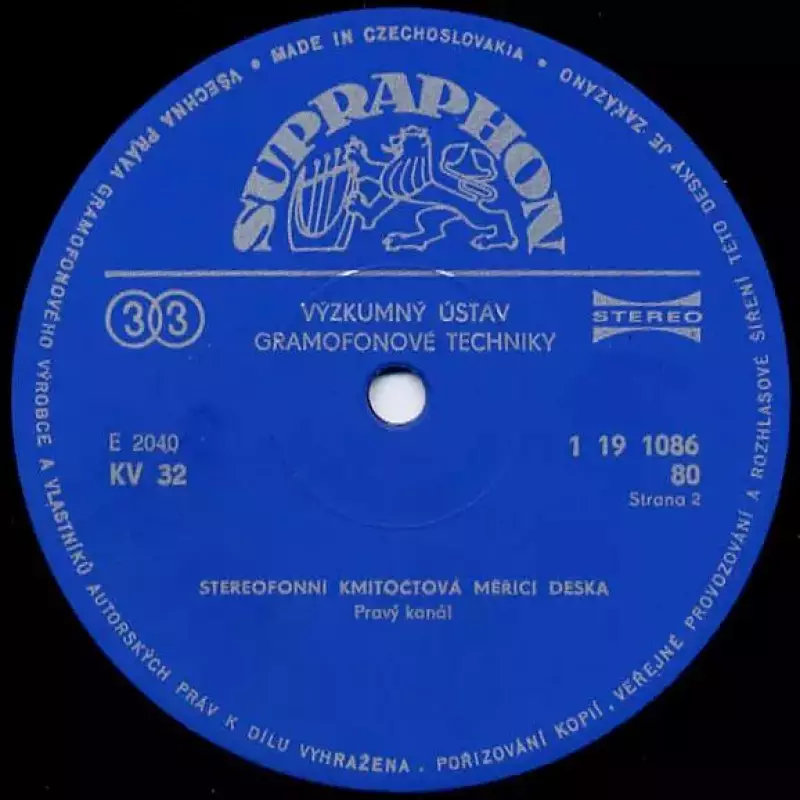 • MADE IN CZECHOSLOVAKIA •
VŠECHNA PRÁVA GRAMOFONOVÉHO VÝROBCE A VLASTNÍKŮ AUTORSKÝCH PRÁV K DÍLU VYHRAŽENA. POŘIZOVÁNÍ KOPIÍ, VEŘEJNÉ PROVOZOVÁNÍ A ROZHLASOVÉ ŠÍŘENÍ TÉTO DESKY JE ZAKÁZÁNO
SUPRAPHON
33
VÝZKUMNÝ ÚSTAV
GRAMOFONOVÉ TECHNIKY
STEREO
E 2040
KV 32
1 19 1086
80
Strana 2
STEREOFONNÍ KMITOČTOVÁ MĚŘICÍ DESKA
Pravý kanál